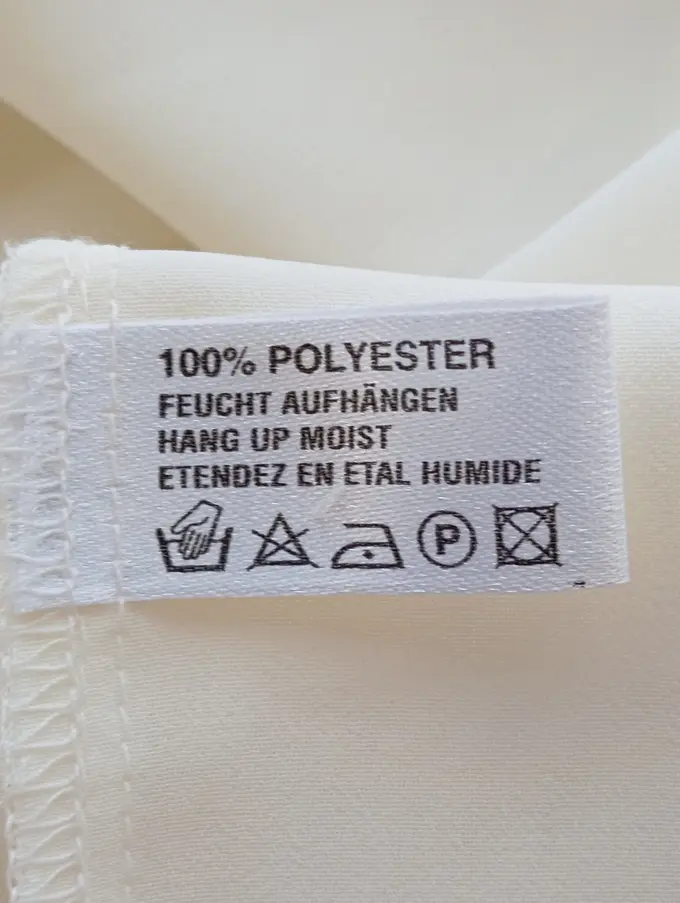 100% POLYESTER
FEUCHT AUFHÄNGEN
HANG UP MOIST
ETENDEZ EN ETAL HUMIDE
P